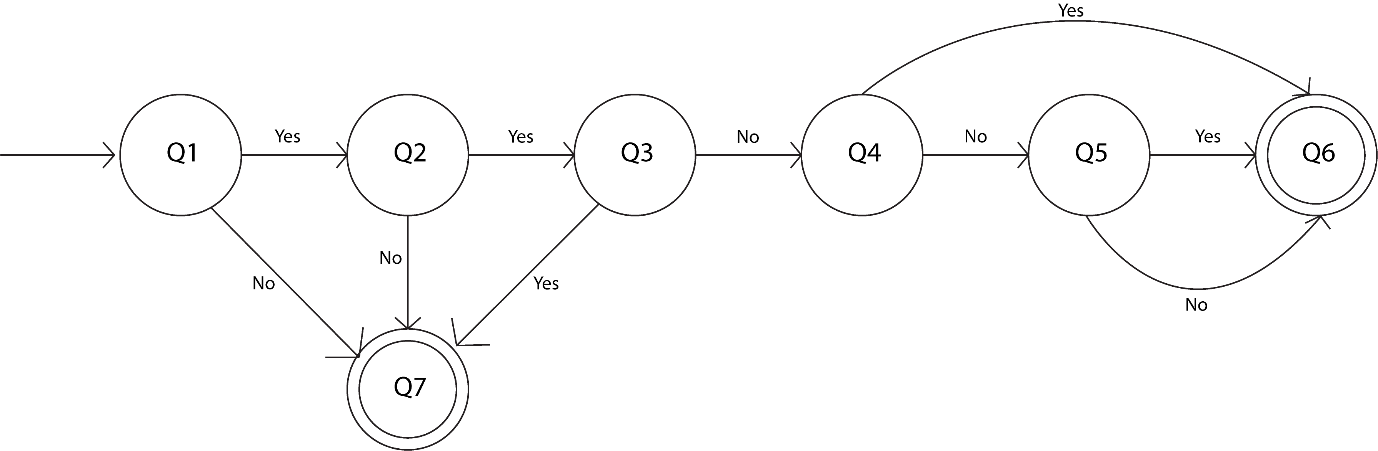 Yes
Q1
Yes
Q2
Yes
Q3
No
Q4
No
Q5
Yes
Q6
No
No
Yes
No
Q7